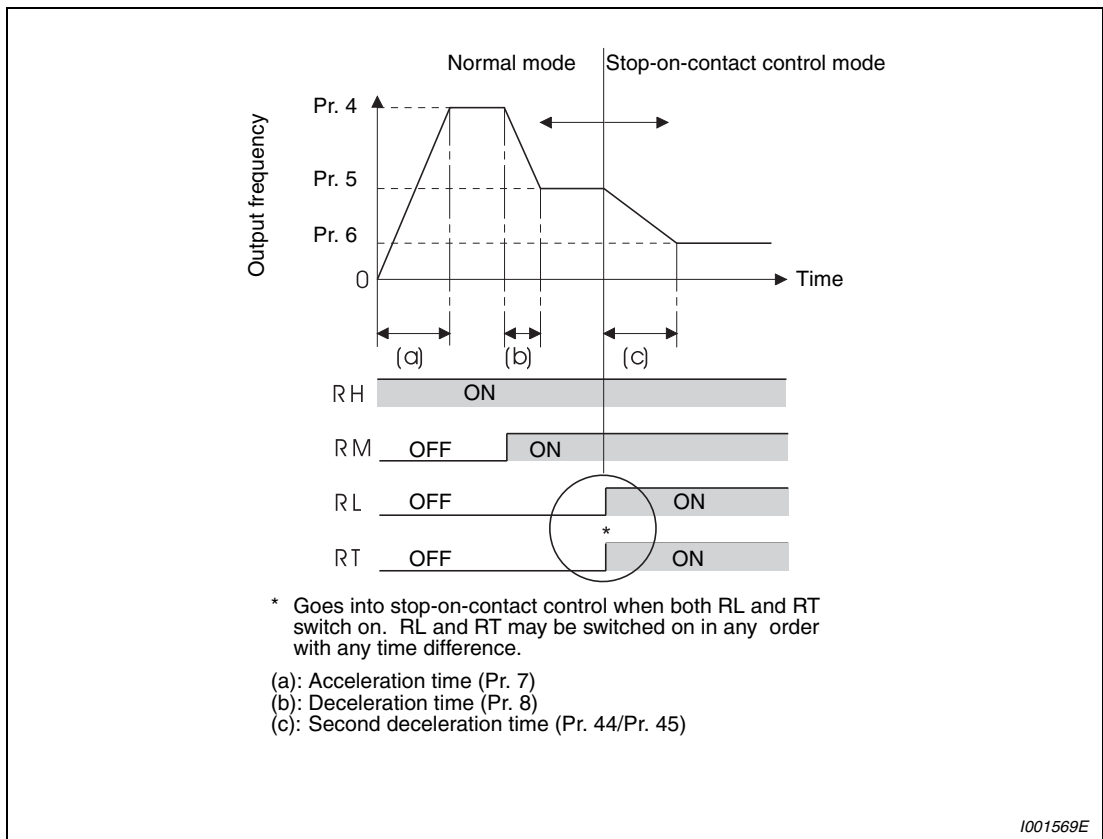 Normal mode
Stop-on-contact control mode
Output frequency
Pr. 4
Pr. 5
Pr. 6
0
Time
(a)
(b)
(c)
RH
ON
RM
OFF
ON
RL
OFF
ON
*
RT
OFF
ON
* Goes into stop-on-contact control when both RL and RT
switch on. RL and RT may be switched on in any order
with any time difference.
(a): Acceleration time (Pr. 7)
(b): Deceleration time (Pr. 8)
(c): Second deceleration time (Pr. 44/Pr. 45)
I001569E